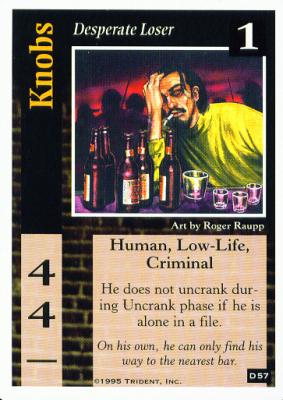 Knobs
Desperate Loser
1
Art by Roger Raupp
4
4
—
Human, Low-Life,
Criminal
He does not uncrank dur-
ing Uncrank phase if he is
alone in a file.
On his own, he can only find his
way to the nearest bar.
©1995 TRIDENT, INC.
D57